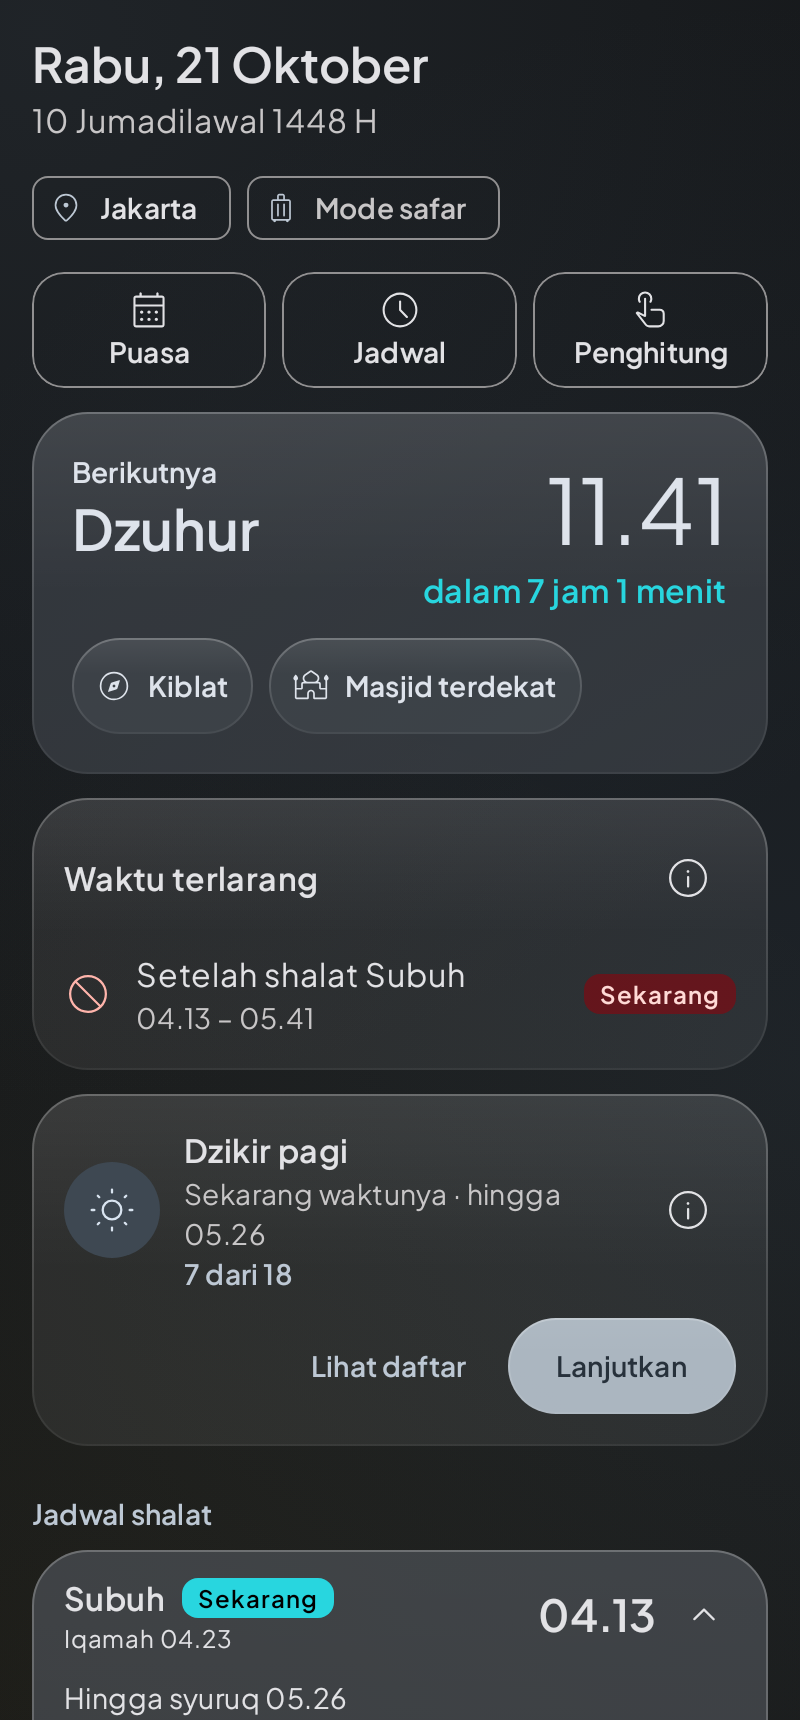 Rabu, 21 Oktober
10 Jumadilawal 1448 H
Jakarta
Mode safar
Puasa
Jadwal
Penghitung
Berikutnya
Dzuhur
11.41
dalam 7 jam 1 menit
Kiblat
Masjid terdekat
Waktu terlarang
Setelah shalat Subuh
04.13 – 05.41
Sekarang
Dzikir pagi
Sekarang waktunya · hingga
05.26
7 dari 18
Lihat daftar
Lanjutkan
Jadwal shalat
Subuh
Sekarang
04.13
Iqamah 04.23
Hingga syuruq 05.26